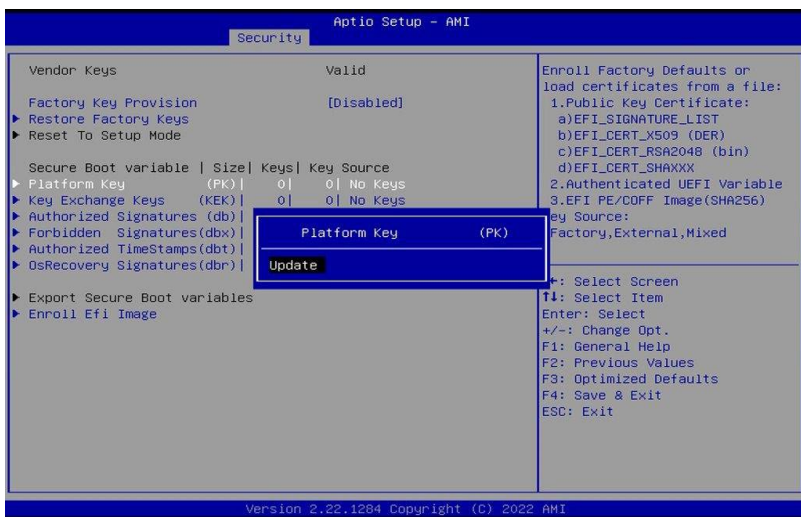 Aptio Setup - AMI
Security
Vendor Keys Valid
Factory Key Provision [Disabled]
Restore Factory Keys
Reset To Setup Mode
Secure Boot variable | Size| Keys| Key Source
Platform Key (PK)| 0| 0| No Keys
Key Exchange Keys (KEK)| 0| 0| No Keys
Authorized Signatures (db)|
Forbidden Signatures(dbx)|
Authorized TimeStamps(dbt)|
OsRecovery Signatures(dbr)|
Export Secure Boot variables
Enroll Efi Image
Platform Key (PK)
Update
Enroll Factory Defaults or
load certificates from a file:
1.Public Key Certificate:
a)EFI_SIGNATURE_LIST
b)EFI_CERT_X509 (DER)
c)EFI_CERT_RSA2048 (bin)
d)EFI_CERT_SHAXXX
2.Authenticated UEFI Variable
3.EFI PE/COFF Image(SHA256)
ey Source:
Factory,External,Mixed
←: Select Screen
↑↓: Select Item
Enter: Select
+/-: Change Opt.
F1: General Help
F2: Previous Values
F3: Optimized Defaults
F4: Save & Exit
ESC: Exit
Version 2.22.1284 Copyright (C) 2022 AMI